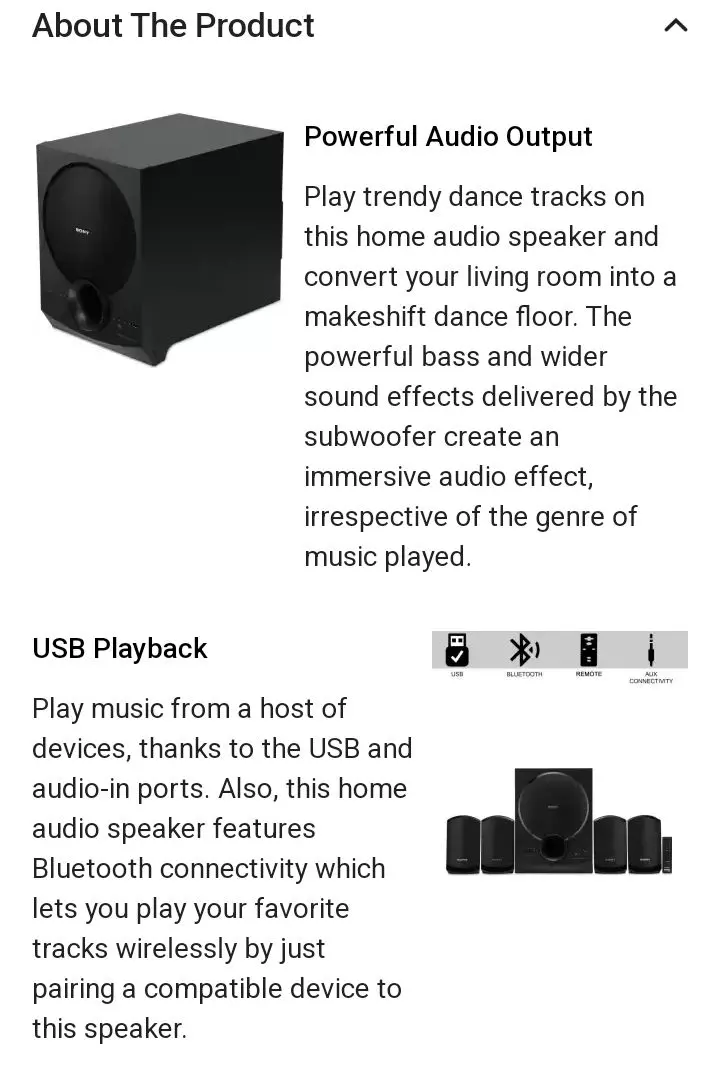 About The Product
SONY
Powerful Audio Output
Play trendy dance tracks on
this home audio speaker and
convert your living room into a
makeshift dance floor. The
powerful bass and wider
sound effects delivered by the
subwoofer create an
immersive audio effect,
irrespective of the genre of
music played.
USB Playback
Play music from a host of
devices, thanks to the USB and
audio-in ports. Also, this home
audio speaker features
Bluetooth connectivity which
lets you play your favorite
tracks wirelessly by just
pairing a compatible device to
this speaker.
USB
BLUETOOTH
REMOTE
AUX
CONNECTIVITY